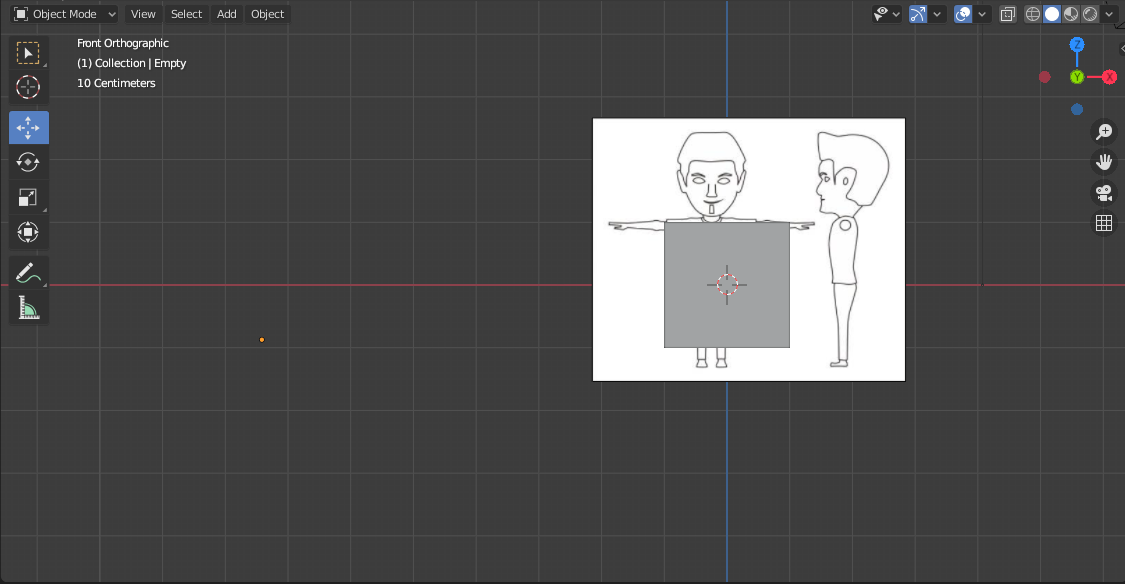 Object Mode View Select Add Object
Front Orthographic
(1) Collection | Empty
10 Centimeters
Z
Y X